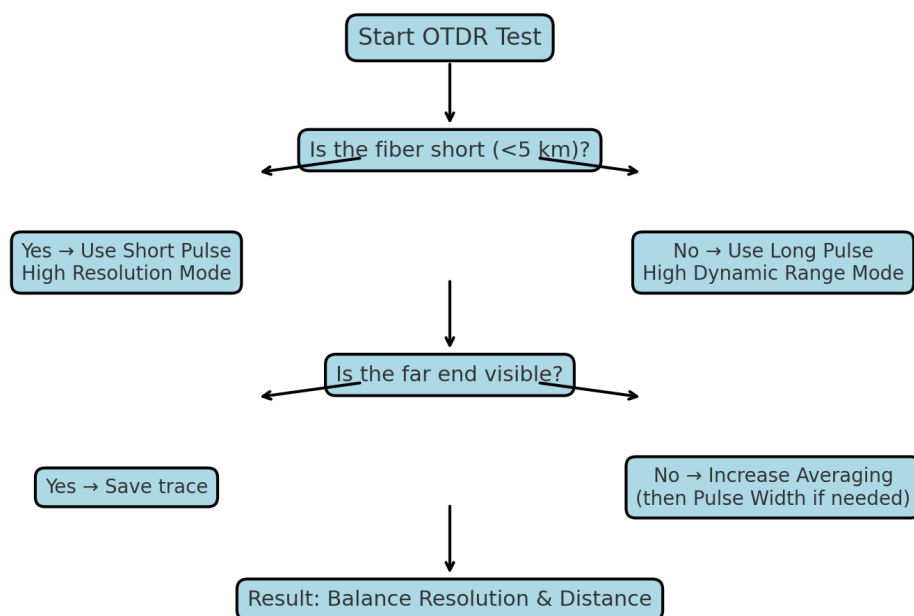 Start OTDR Test
Is the fiber short (<5 km)?
Yes → Use Short Pulse
High Resolution Mode
No → Use Long Pulse
High Dynamic Range Mode
Is the far end visible?
Yes → Save trace
No → Increase Averaging
(then Pulse Width if needed)
Result: Balance Resolution & Distance